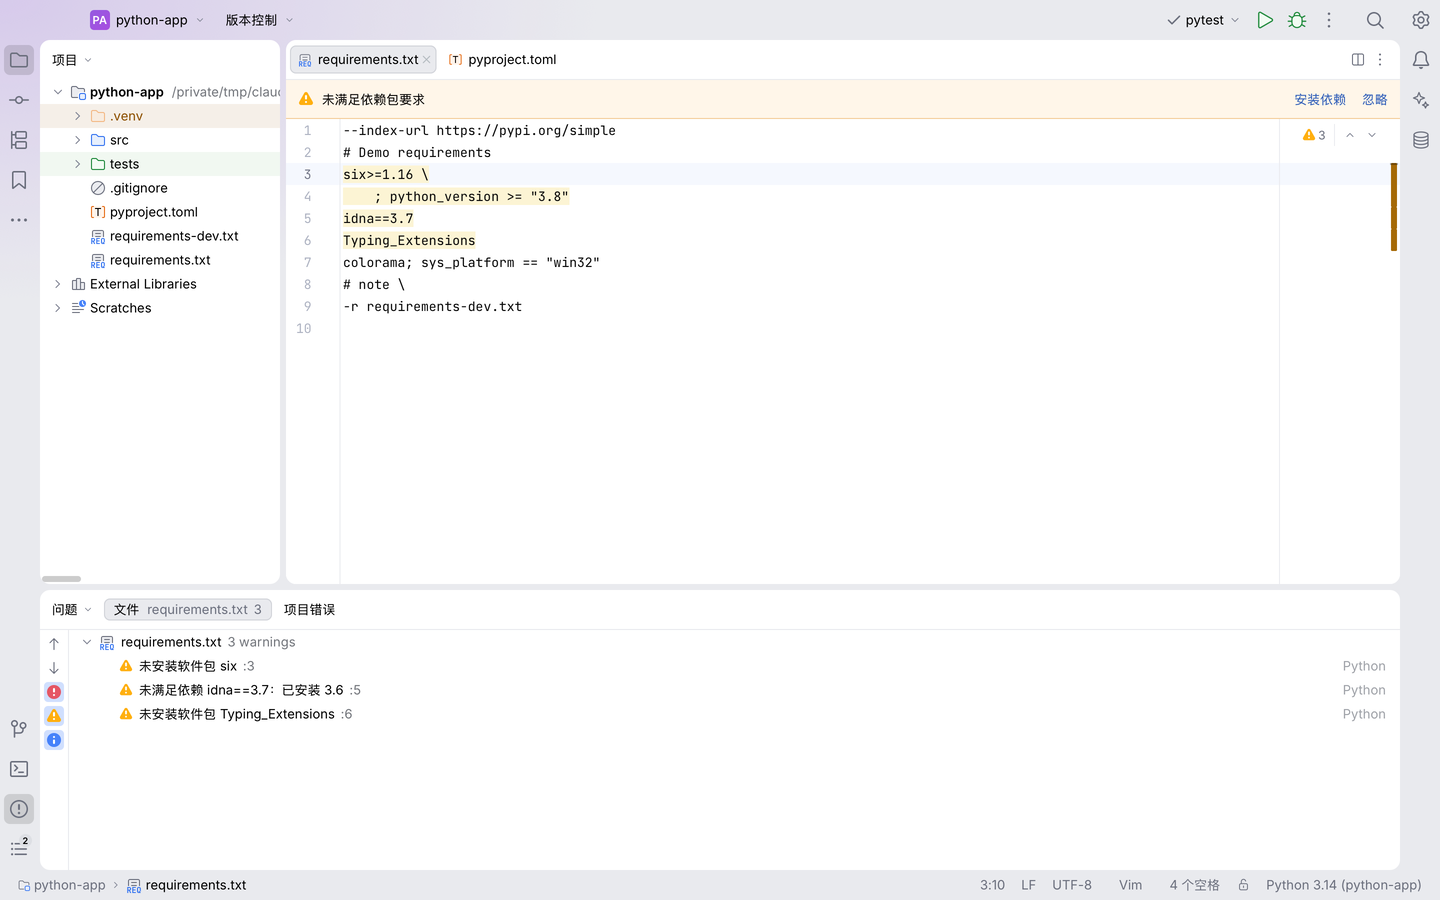 PA python-app 版本控制 pytest
项目
python-app /private/tmp/clauc
.venv
src
tests
.gitignore
[T] pyproject.toml
REQ requirements-dev.txt
REQ requirements.txt
External Libraries
Scratches
REQ requirements.txt [T] pyproject.toml
未满足依赖包要求 安装依赖 忽略
3
1 --index-url https://pypi.org/simple
2 # Demo requirements
3 six>=1.16 \
4 ; python_version >= "3.8"
5 idna==3.7
6 Typing_Extensions
7 colorama; sys_platform == "win32"
8 # note \
9 -r requirements-dev.txt
10
问题 文件 requirements.txt 3 项目错误
REQ requirements.txt 3 warnings
未安装软件包 six :3 Python
未满足依赖 idna==3.7：已安装 3.6 :5 Python
未安装软件包 Typing_Extensions :6 Python
2
python-app REQ requirements.txt 3:10 LF UTF-8 Vim 4 个空格 Python 3.14 (python-app)